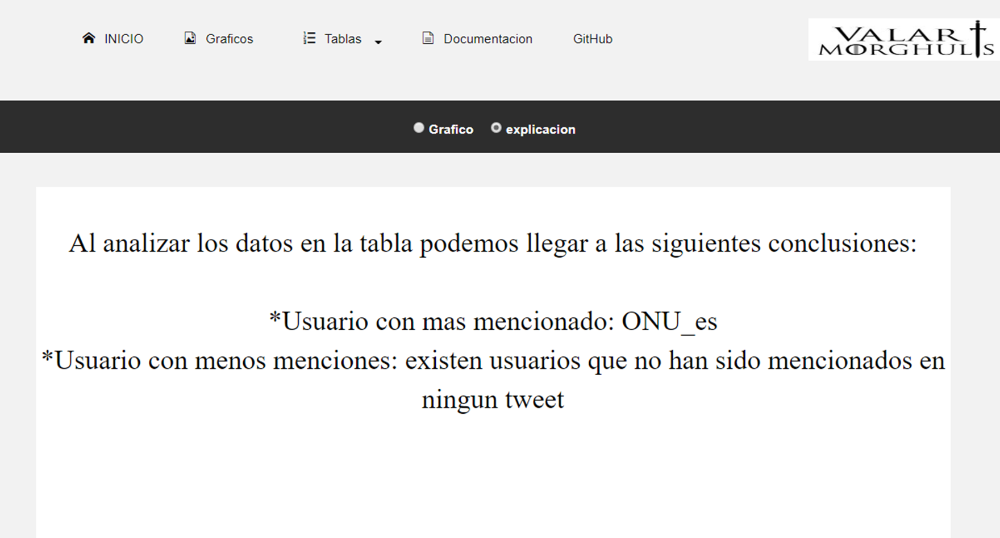 INICIO Graficos Tablas Documentacion GitHub
VALAR
MORGHULIS
Grafico explicacion
Al analizar los datos en la tabla podemos llegar a las siguientes conclusiones:
*Usuario con mas mencionado: ONU_es
*Usuario con menos menciones: existen usuarios que no han sido mencionados en
ningun tweet